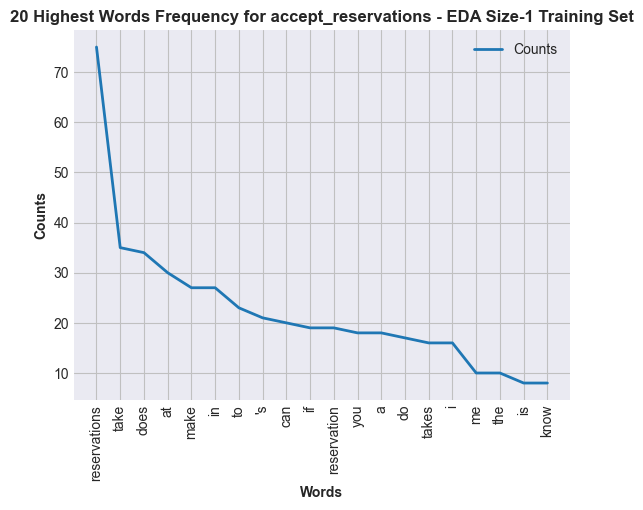 20 Highest Words Frequency for accept_reservations - EDA Size-1 Training Set
Counts
70
60
50
40
30
20
10
Counts
reservations
take
does
at
make
in
to
's
can
if
reservation
you
a
do
takes
i
me
the
is
know
Words